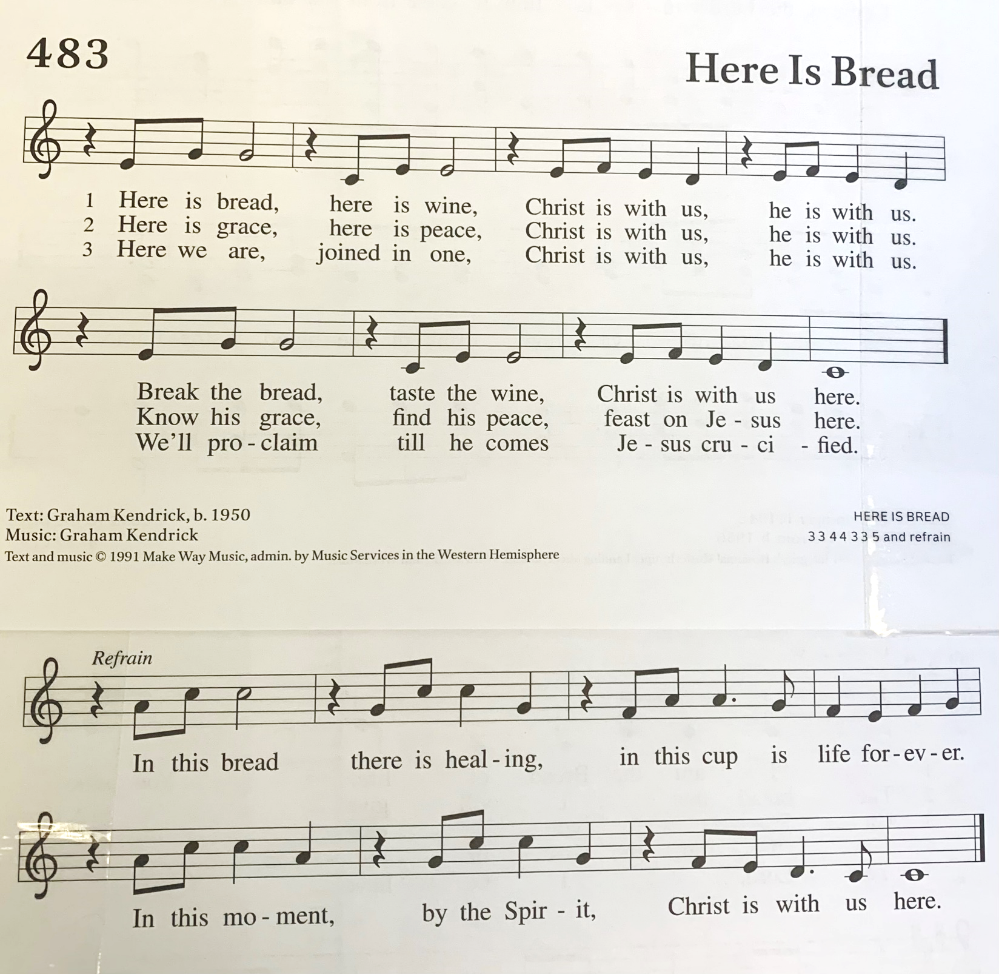 483
Here Is Bread
1 Here is bread, here is wine, Christ is with us, he is with us.
2 Here is grace, here is peace, Christ is with us, he is with us.
3 Here we are, joined in one, Christ is with us, he is with us.
Break the bread, taste the wine, Christ is with us here.
Know his grace, find his peace, feast on Je - sus here.
We'll pro - claim till he comes Je - sus cru - ci - fied.
Text: Graham Kendrick, b. 1950
HERE IS BREAD
Music: Graham Kendrick
3 3 4 4 3 3 5 and refrain
Text and music © 1991 Make Way Music, admin. by Music Services in the Western Hemisphere
Refrain
In this bread there is heal - ing, in this cup is life for - ev - er.
In this mo - ment, by the Spir - it, Christ is with us here.